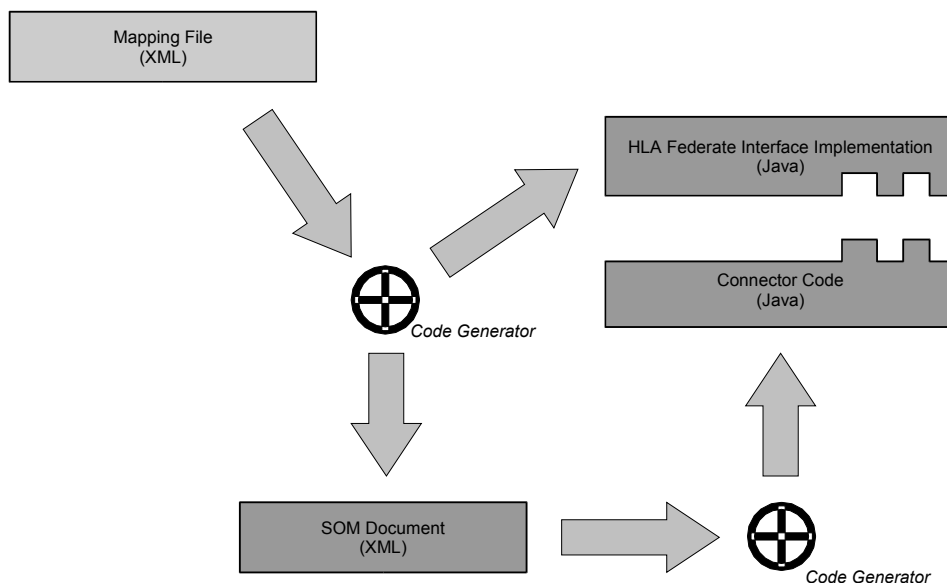 Mapping File
(XML)
HLA Federate Interface Implementation
(Java)
Connector Code
(Java)
Code Generator
SOM Document
(XML)
Code Generator